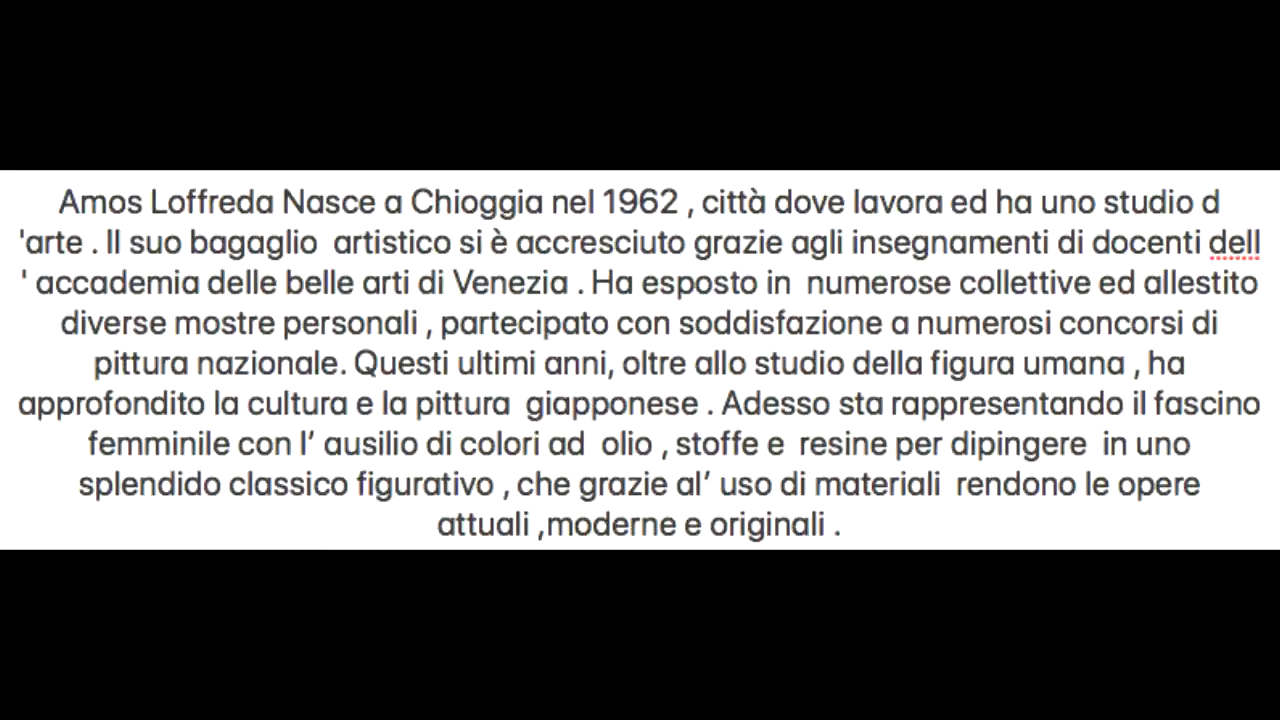 Amos Loffreda Nasce a Chioggia nel 1962 , città dove lavora ed ha uno studio d
'arte . Il suo bagaglio  artistico si è accresciuto grazie agli insegnamenti di docenti dell
' accademia delle belle arti di Venezia . Ha esposto in  numerose collettive ed allestito
diverse mostre personali , partecipato con soddisfazione a numerosi concorsi di
pittura nazionale. Questi ultimi anni, oltre allo studio della figura umana , ha
approfondito la cultura e la pittura  giapponese . Adesso sta rappresentando il fascino
femminile con l’ ausilio di colori ad  olio , stoffe e  resine per dipingere  in uno
splendido classico figurativo , che grazie al’ uso di materiali  rendono le opere
attuali ,moderne e originali .